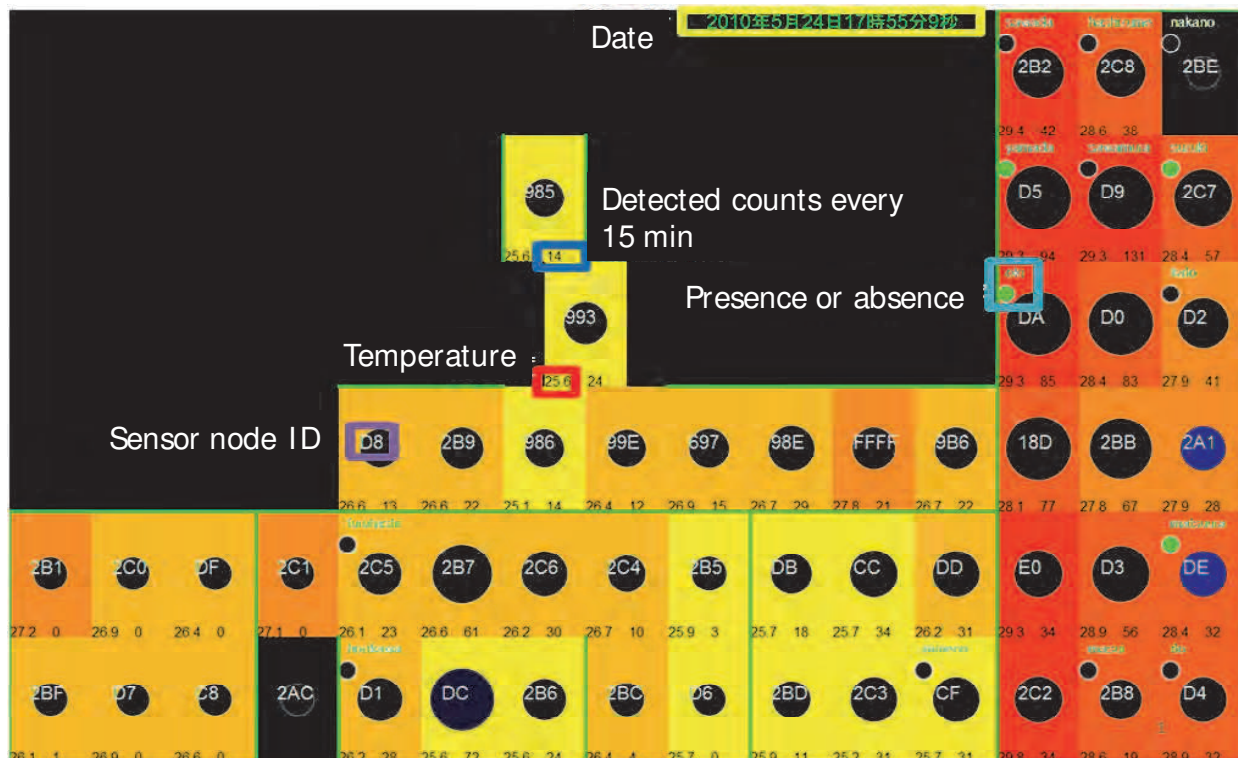 2010年5月24日17時55分9秒
Date
sawada
nakano
2B2 2C8 2BE
29.4 42 28.6 38
yamada sawamura suzuki
985 D5 D9 2C7
Detected counts every
15 min
25.6 14 29.3 94 29.3 131 28.4 57
Presence or absence
993 DA D0 D2
Temperature
25.6 24 29.3 85 28.4 83 27.9 41
Sensor node ID
D8 2B9 986 99E 697 98E FFFF 9B6 18D 2BB 2A1
26.6 13 26.6 22 25.1 14 26.4 12 26.9 15 26.7 29 27.8 21 26.7 22 28.1 77 27.8 67 27.9 28
2B1 2C0 DF 2C1 2C5 2B7 2C6 2C4 2B5 DB CC DD E0 D3 DE
27.2 0 26.9 0 26.4 0 27.1 0 26.1 23 26.6 61 26.2 30 26.7 10 25.9 3 25.7 18 25.7 34 26.2 31 29.3 34 28.9 56 28.4 32
2BF D7 C8 2AC D1 DC 2B6 2BC D6 2BD 2C3 CF 2C2 2B8 D4